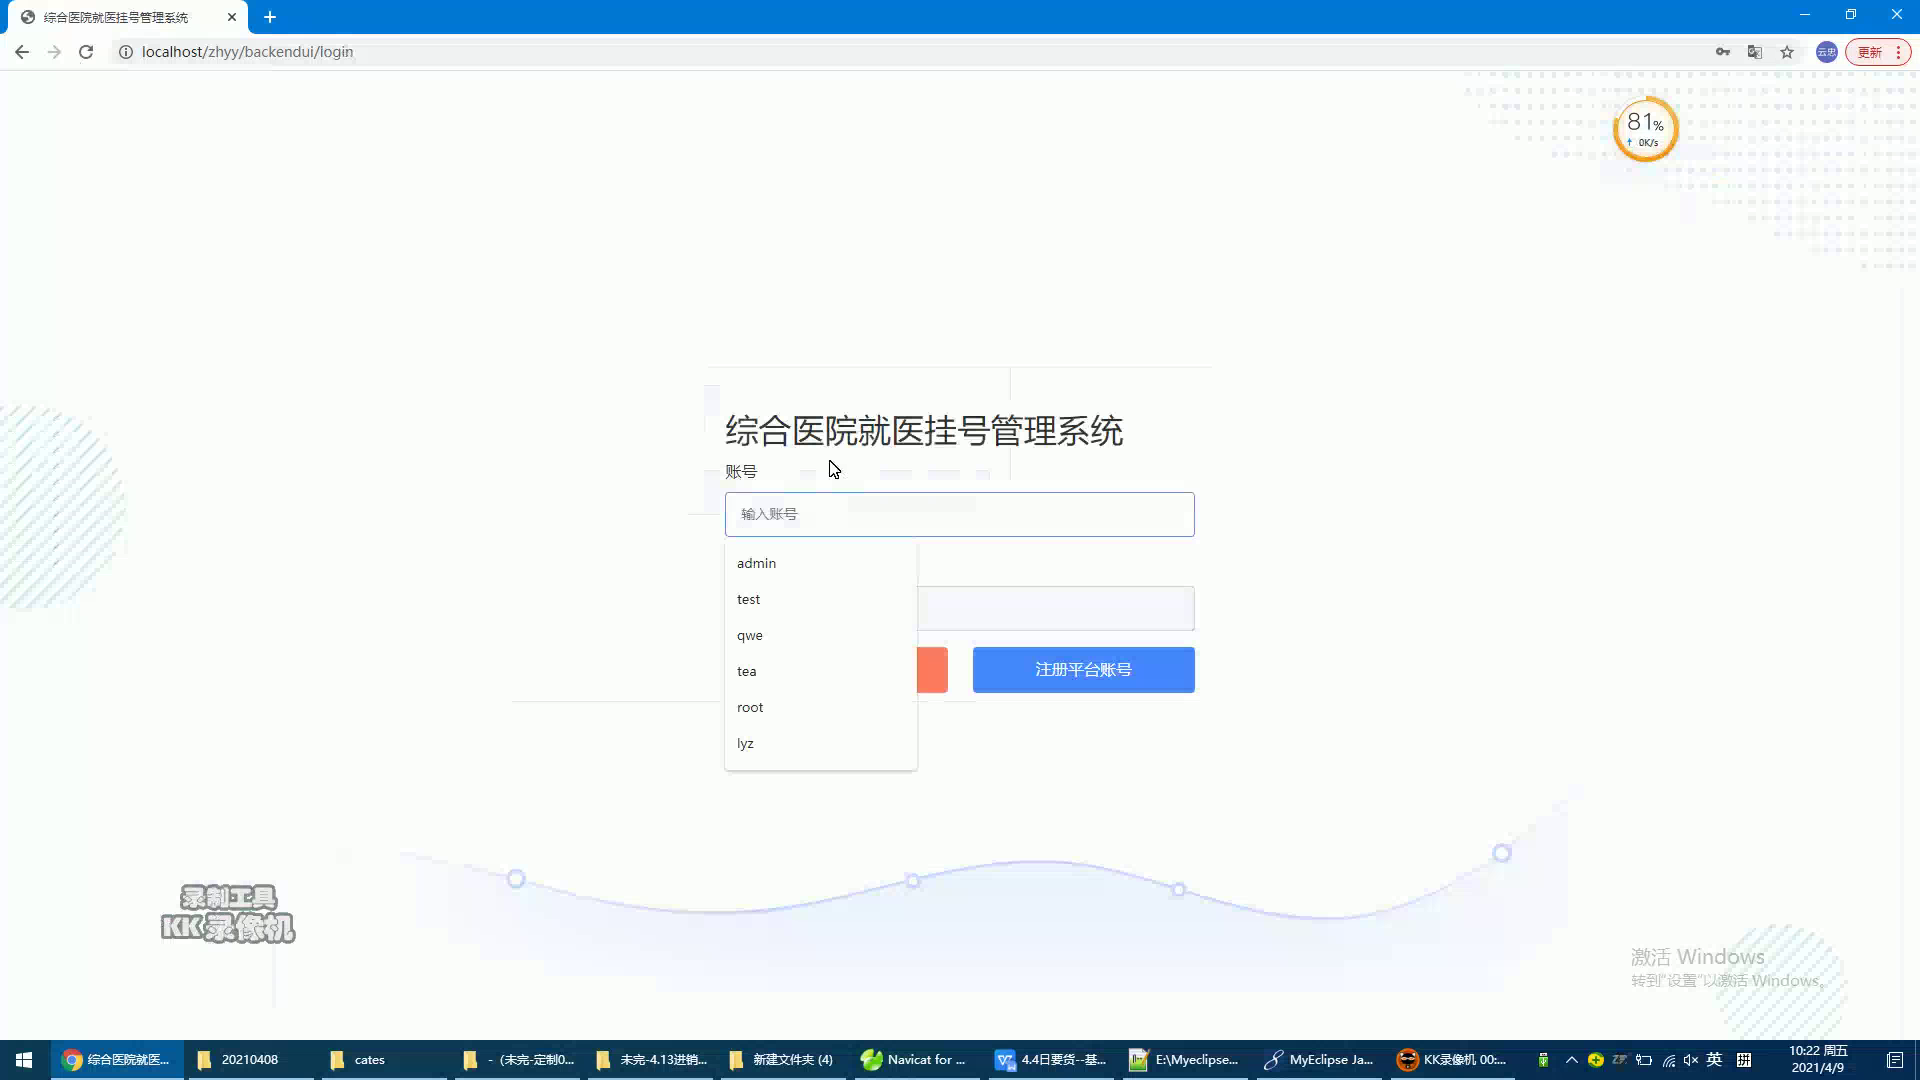 综合医院就医挂号管理系统
localhost/zhyy/backendui/login
云忠
更新
81%
0K/s
综合医院就医挂号管理系统
账号
输入账号
admin
test
qwe
tea
root
lyz
注册平台账号
录制工具
KK录像机
激活 Windows
转到"设置"以激活 Windows。
综合医院就医...
20210408
cates
-（未完-定制0...
未完-4.13进销...
新建文件夹 (4)
Navicat for ...
4.4日要货--基...
E:\Myeclipse...
MyEclipse Ja...
KK录像机 00:...
英
拼
10:22 周五
2021/4/9